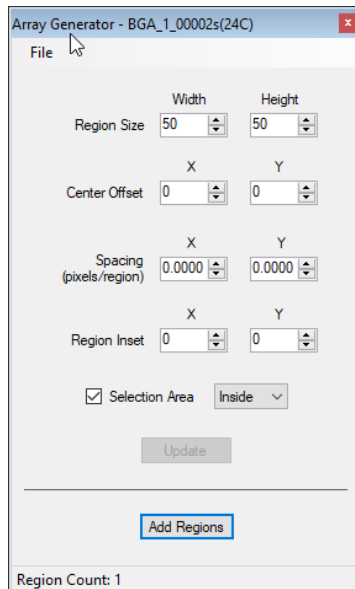 Array Generator - BGA_1_00002s(24C) x
File
Width Height
Region Size 50 50
X Y
Center Offset 0 0
X Y
Spacing 0.0000 0.0000
(pixels/region)
X Y
Region Inset 0 0
Selection Area Inside
Update
Add Regions
Region Count: 1